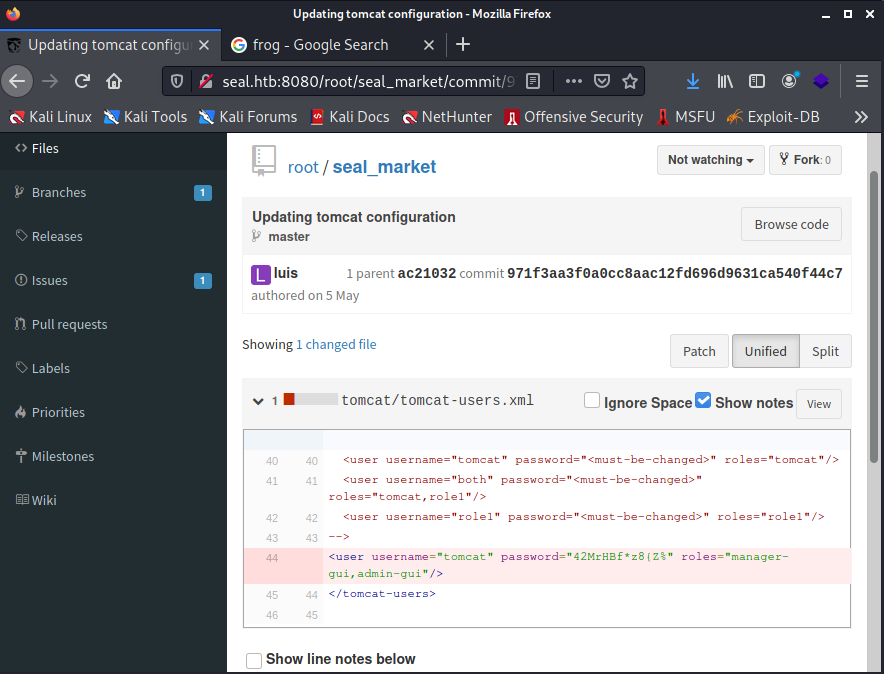 Updating tomcat configuration - Mozilla Firefox
Updating tomcat configu
frog - Google Search
seal.htb:8080/root/seal_market/commit/9
Kali Linux Kali Tools Kali Forums Kali Docs NetHunter Offensive Security MSFU Exploit-DB
Files
Branches 1
Releases
Issues 1
Pull requests
Labels
Priorities
Milestones
Wiki
root / seal_market
Not watching
Fork: 0
Updating tomcat configuration
master
Browse code
L luis 1 parent ac21032 commit 971f3aa3f0a0cc8aac12fd696d9631ca540f44c7
authored on 5 May
Showing 1 changed file
Patch Unified Split
1 tomcat/tomcat-users.xml Ignore Space Show notes View
40 40 <user username="tomcat" password="<must-be-changed>" roles="tomcat"/>
41 41 <user username="both" password="<must-be-changed>"
roles="tomcat,role1"/>
42 42 <user username="role1" password="<must-be-changed>" roles="role1"/>
43 43 -->
44 <user username="tomcat" password="42MrHBf*z8{Z%" roles="manager-
gui,admin-gui"/>
45 44 </tomcat-users>
46 45
Show line notes below